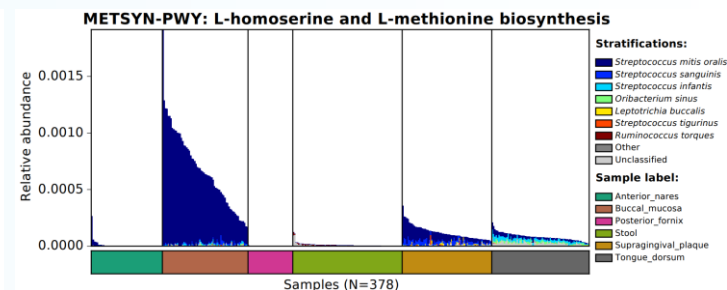 METSYN-PWY: L-homoserine and L-methionine biosynthesis
Relative abundance
0.0015
0.0010
0.0005
0.0000
Samples (N=378)
Stratifications:
Streptococcus mitis oralis
Streptococcus sanguinis
Streptococcus infantis
Oribacterium sinus
Leptotrichia buccalis
Streptococcus tigurinus
Ruminococcus torques
Other
Unclassified
Sample label:
Anterior_nares
Buccal_mucosa
Posterior_fornix
Stool
Supragingival_plaque
Tongue_dorsum